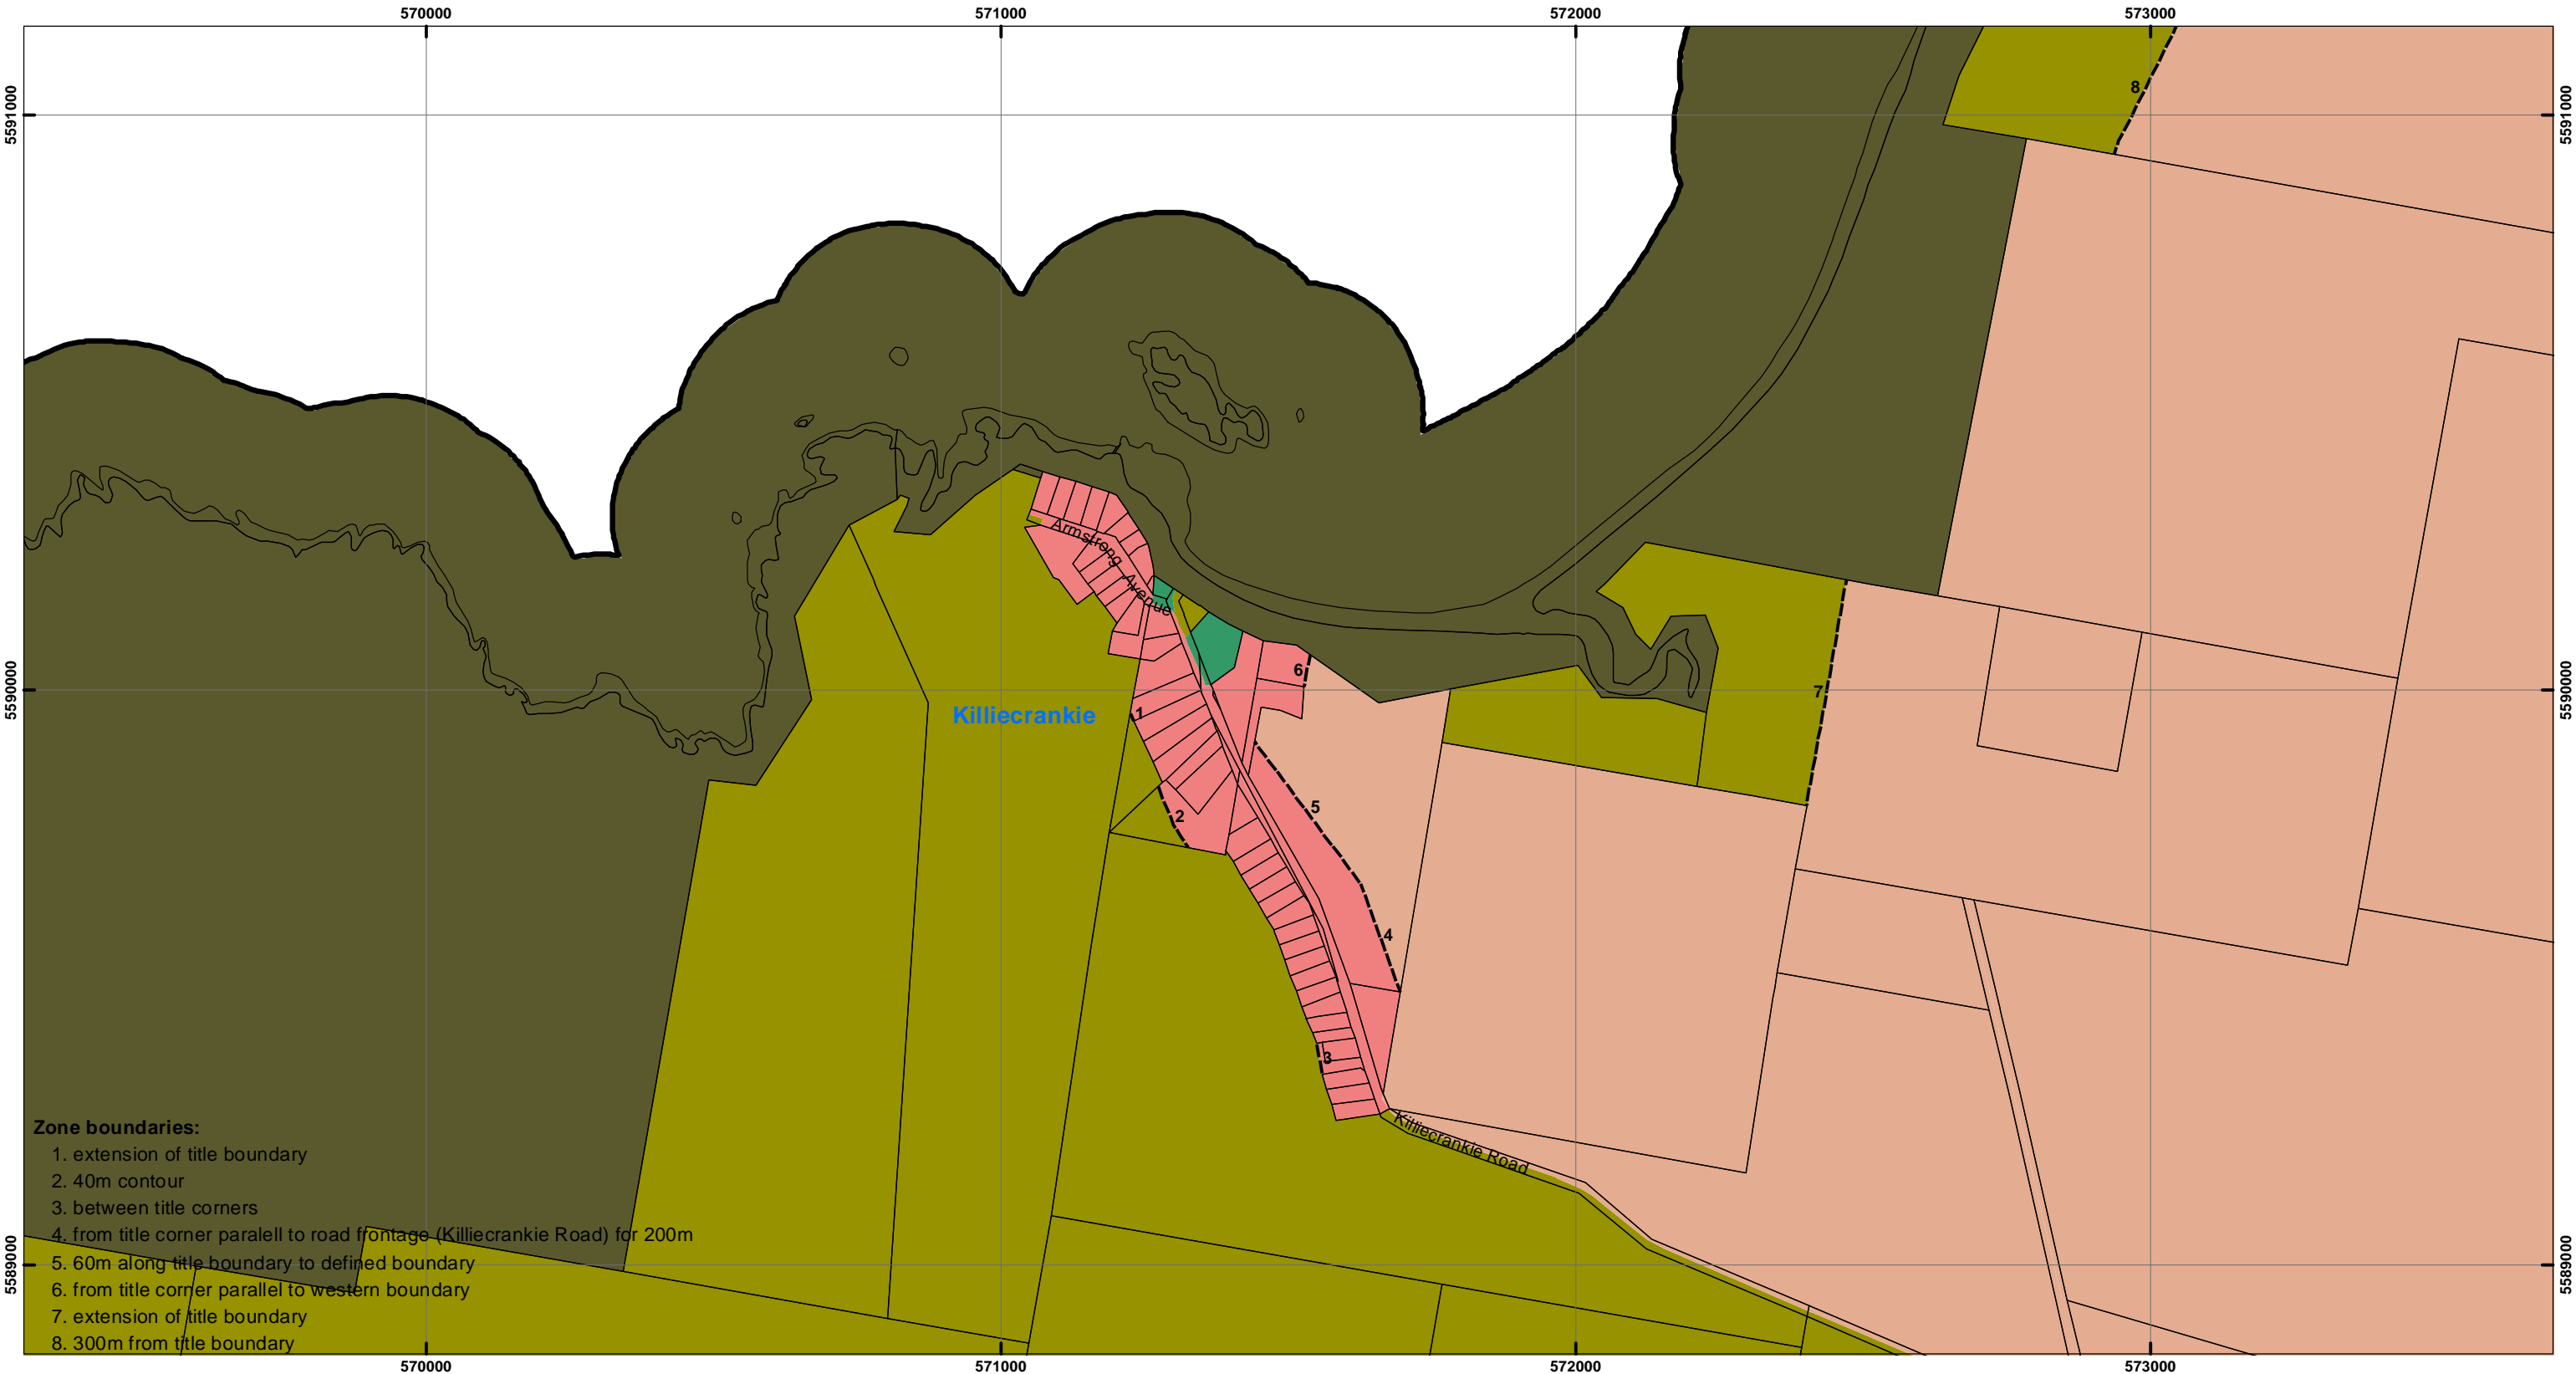 570000 571000 572000 573000
5591000 5591000
8
Armstrong Avenue
6
5590000 5590000
7
Killiecrankie
1
5
2
4
3
Killiecrankie Road
Zone boundaries:
1. extension of title boundary
2. 40m contour
3. between title corners
4. from title corner paralell to road frontage (Killiecrankie Road) for 200m
5. 60m along title boundary to defined boundary
6. from title corner parallel to western boundary
7. extension of title boundary
8. 300m from title boundary
5589000 5589000
570000 571000 572000 573000